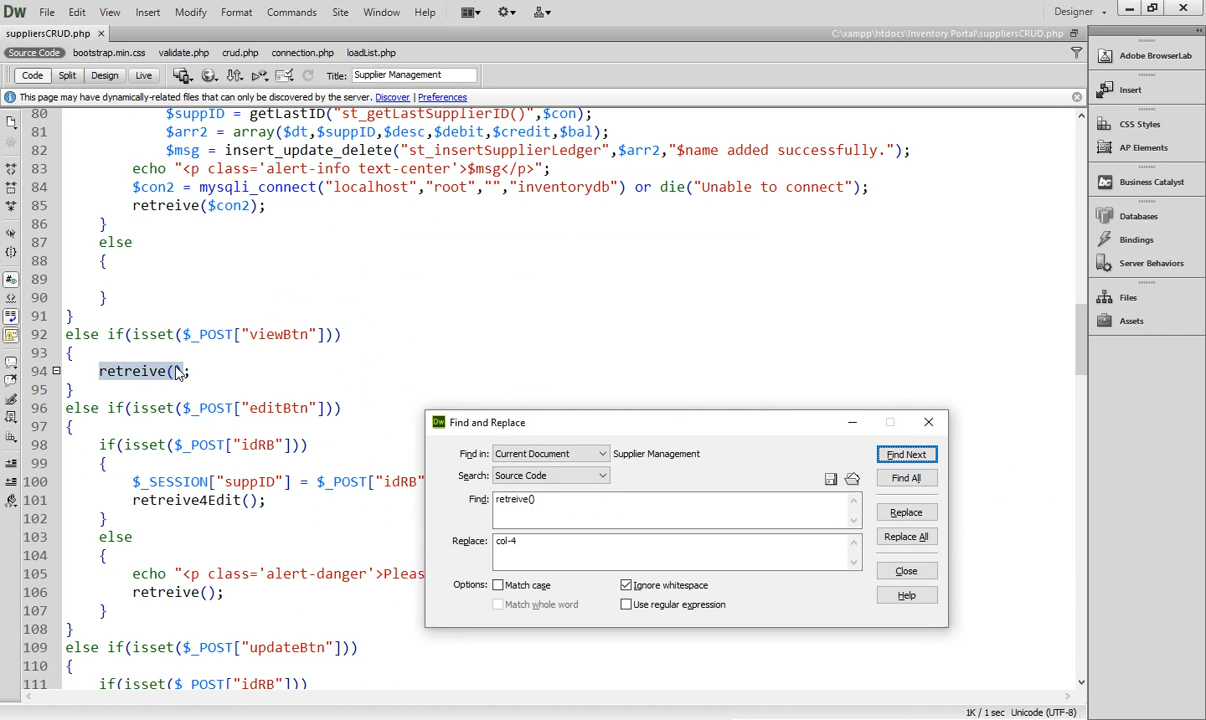 DW File Edit View Insert Modify Format Commands Site Window Help Designer
suppliersCRUD.php C:\xampp\htdocs\Inventory Portal\suppliersCRUD.php
Source Code bootstrap.min.css validate.php crud.php connection.php loadList.php
Code Split Design Live Title: Supplier Management
This page may have dynamically-related files that can only be discovered by the server. Discover | Preferences
80 $suppID = getLastID("st_getLastSupplierID()",$con);
81 $arr2 = array($dt,$suppID,$desc,$debit,$credit,$bal);
82 $msg = insert_update_delete("st_insertSupplierLedger",$arr2,"$name added successfully.");
83 echo "<p class='alert-info text-center'>$msg</p>";
84 $con2 = mysqli_connect("localhost","root","","inventorydb") or die("Unable to connect");
85 retreive($con2);
86 }
87 else
88 {
89
90 }
91 }
92 else if(isset($_POST["viewBtn"]))
93 {
94 retreive();
95 }
96 else if(isset($_POST["editBtn"]))
97 {
98 if(isset($_POST["idRB"]))
99 {
100 $_SESSION["suppID"] = $_POST["idRB"
101 retreive4Edit();
102 }
103 else
104 {
105 echo "<p class='alert-danger'>Pleas
106 retreive();
107 }
108 }
109 else if(isset($_POST["updateBtn"]))
110 {
111 if(isset($_POST["idRB"]))
Dw Find and Replace
Find in: Current Document Supplier Management
Search: Source Code
Find: retreive()
Replace: col-4
Options: Match case Ignore whitespace
Match whole word Use regular expression
Find Next
Find All
Replace
Replace All
Close
Help
Adobe BrowserLab
Insert
CSS Styles
AP Elements
Business Catalyst
Databases
Bindings
Server Behaviors
Files
Assets
1K / 1 sec Unicode (UTF-8)